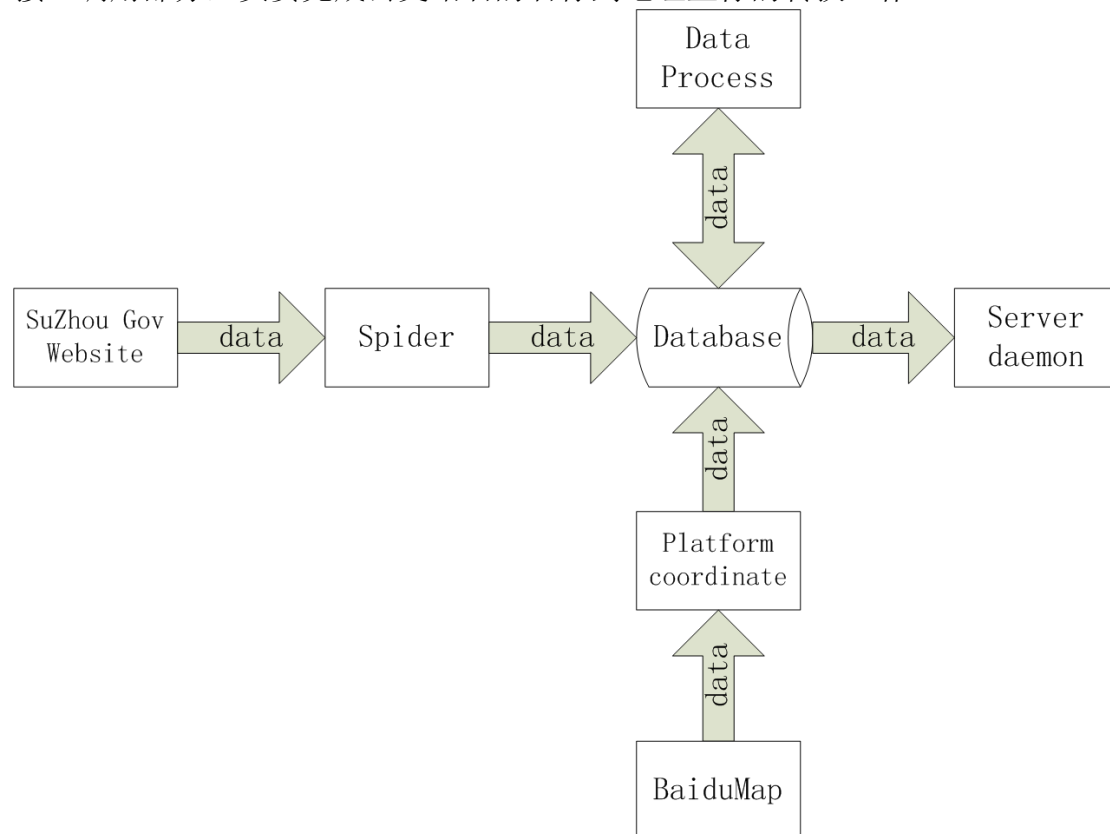 Data
Process
data
SuZhou Gov
Website
data
Spider
data
Database
data
Server
daemon
data
Platform
coordinate
data
BaiduMap